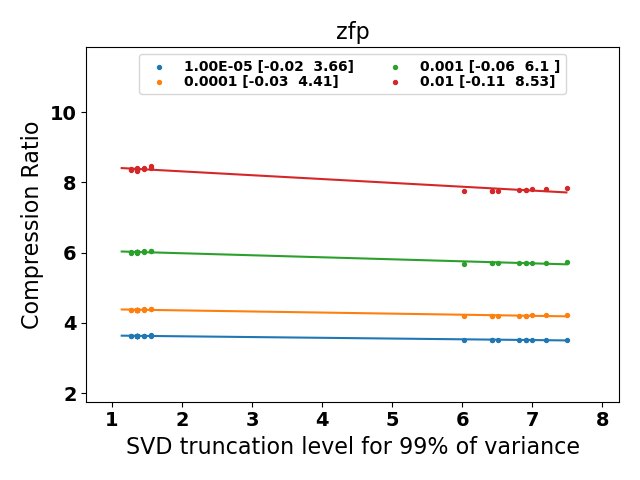 zfp
1.00E-05 [-0.02  3.66]
0.0001 [-0.03  4.41]
0.001 [-0.06  6.1 ]
0.01 [-0.11  8.53]
Compression Ratio
10
8
6
4
2
1 2 3 4 5 6 7 8
SVD truncation level for 99% of variance